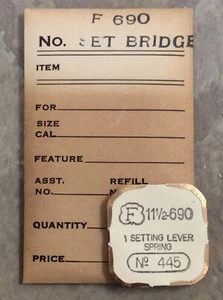 F 690
No. SET BRIDGE
ITEM
FOR
SIZE
CAL.
FEATURE
ASST. REFILL
NO. N
QUANTITY
PRICE
F 11½-690
1 SETTING LEVER
SPRING
No 445